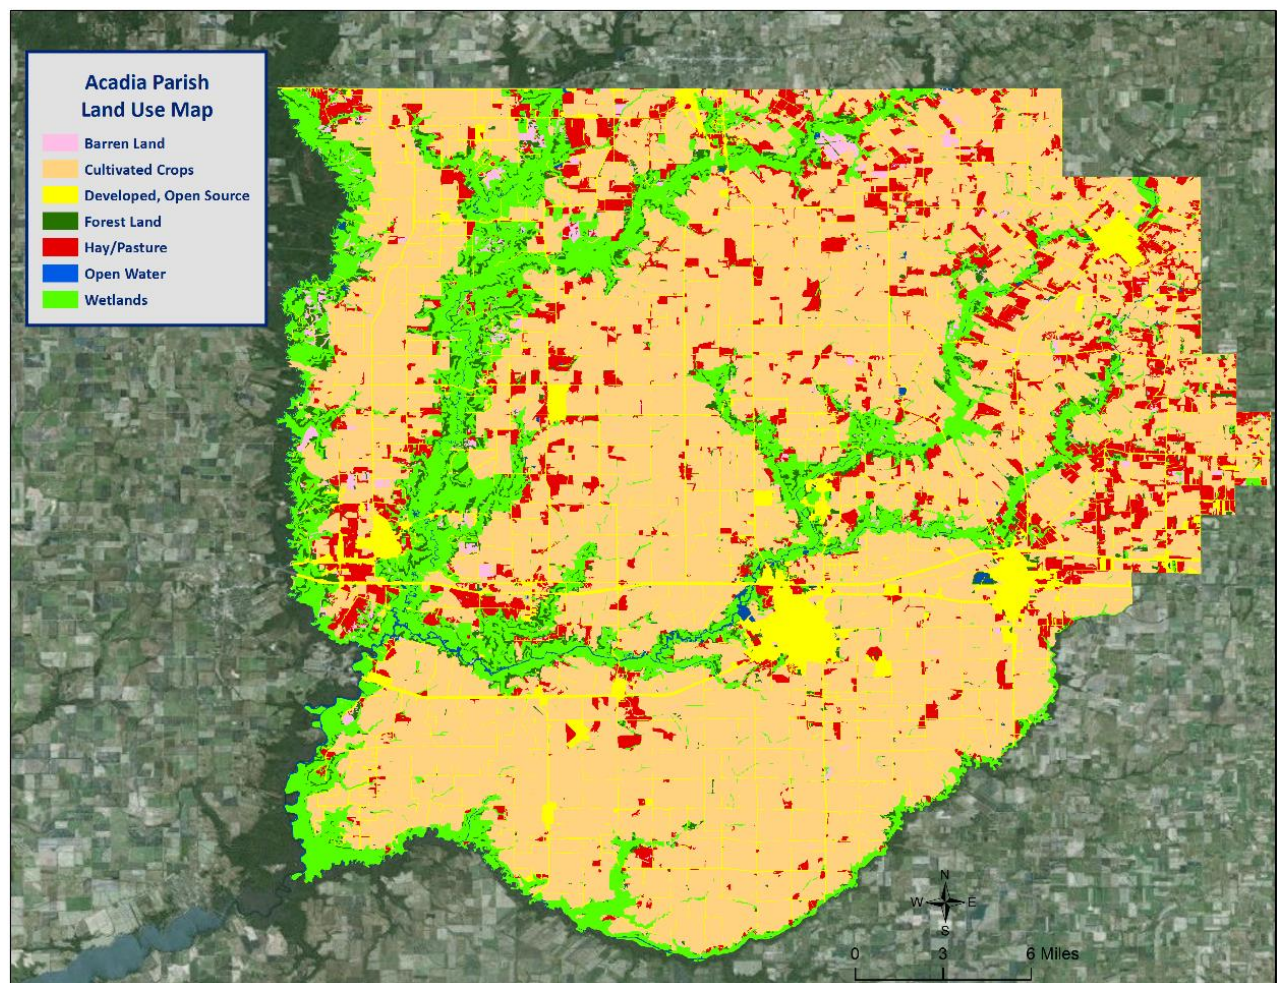 Acadia Parish
Land Use Map
Barren Land
Cultivated Crops
Developed, Open Source
Forest Land
Hay/Pasture
Open Water
Wetlands
N
W E
S
0 3 6 Miles